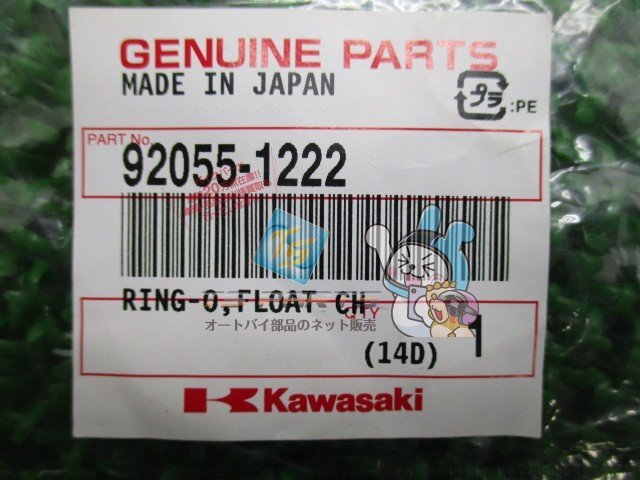 GENUINE PARTS
MADE IN JAPAN
プラ :PE
PART No.
92055-1222
RING-O,FLOAT CH
QTY
オートバイ部品のネット販売
(14D) 1
Kawasaki